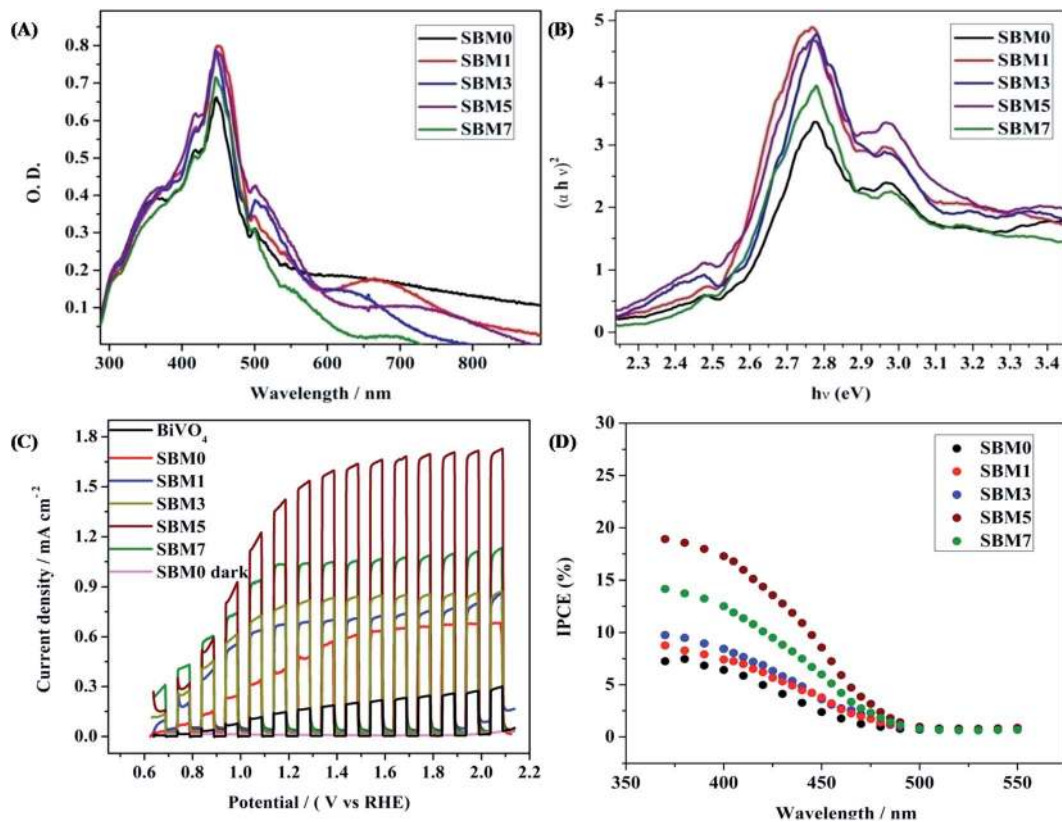 (A)
SBM0
SBM1
SBM3
SBM5
SBM7
0.8
0.7
0.6
0.5
0.4
0.3
0.2
0.1
O. D.
300 400 500 600 700 800
Wavelength / nm
(B)
SBM0
SBM1
SBM3
SBM5
SBM7
5
4
3
2
1
0
(α h ν)²
2.3 2.4 2.5 2.6 2.7 2.8 2.9 3.0 3.1 3.2 3.3 3.4
hν (eV)
(C)
BiVO₄
SBM0
SBM1
SBM3
SBM5
SBM7
SBM0 dark
1.8
1.5
1.2
0.9
0.6
0.3
0.0
Current density / mA cm⁻²
0.6 0.8 1.0 1.2 1.4 1.6 1.8 2.0 2.2
Potential / ( V vs RHE)
(D)
SBM0
SBM1
SBM3
SBM5
SBM7
30
25
20
15
10
5
0
IPCE (%)
350 400 450 500 550
Wavelength / nm